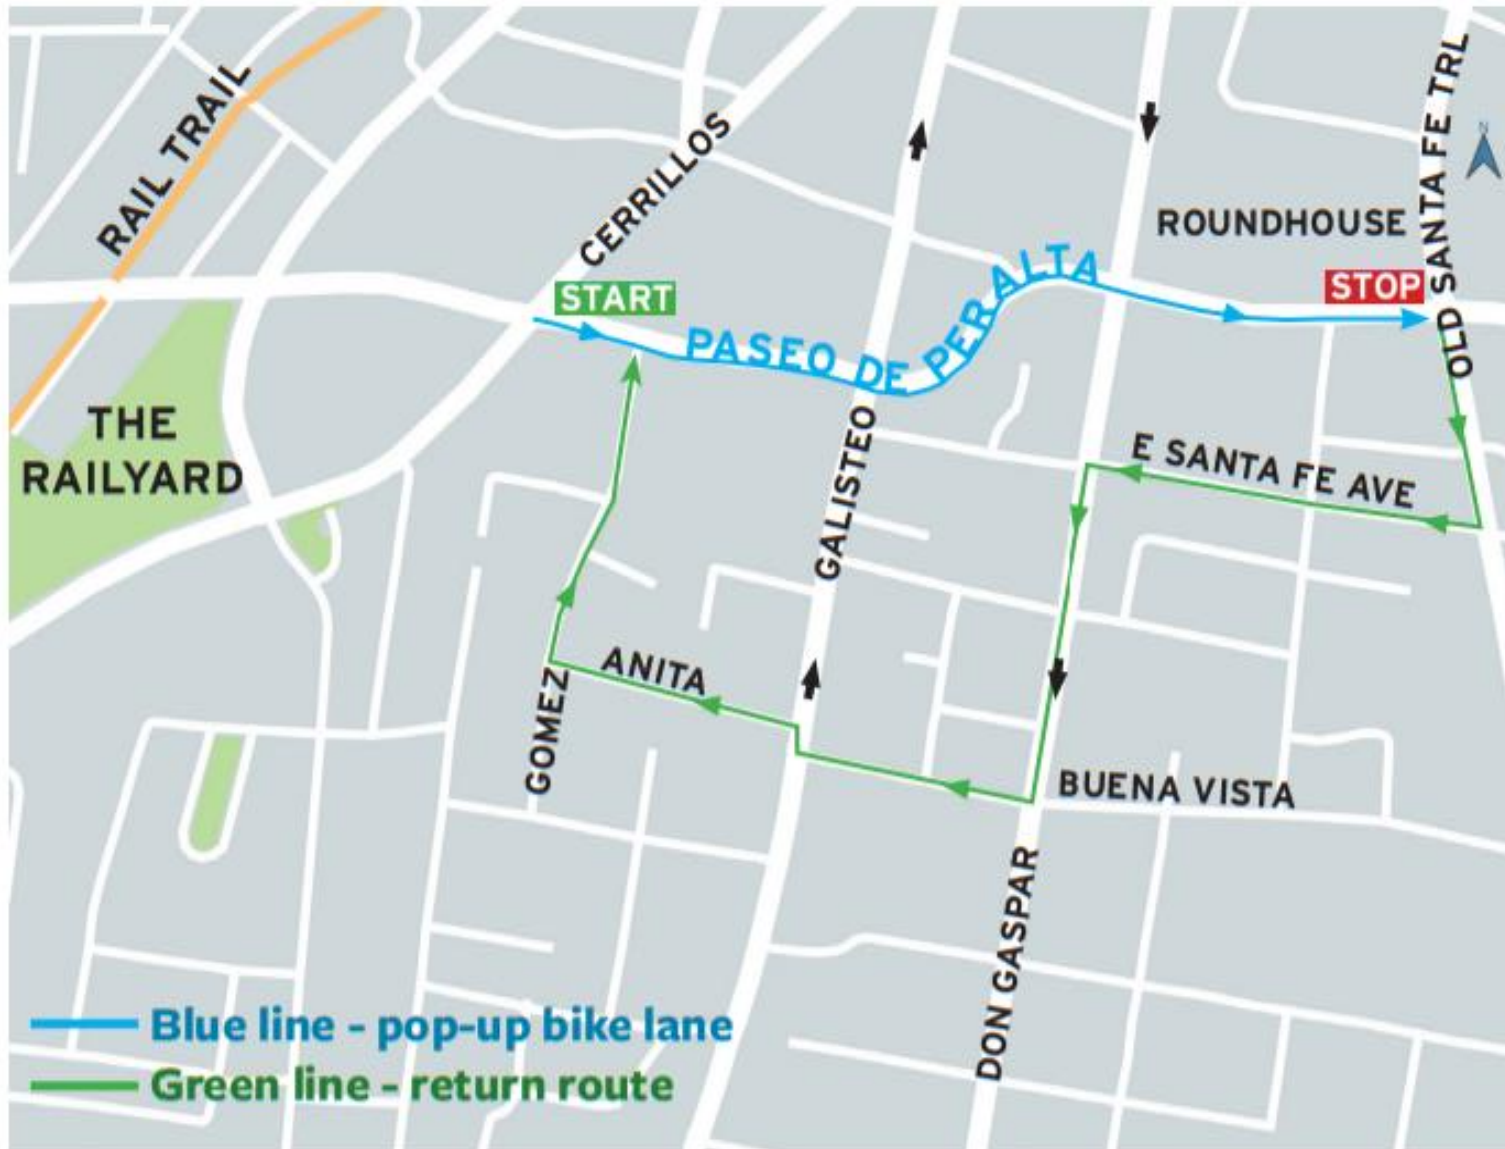 RAIL TRAIL
CERRILLOS
OLD SANTA FE TRL
N
ROUNDHOUSE
START
STOP
PASEO DE PERALTA
THE
RAILYARD
GALISTEO
E SANTA FE AVE
ANITA
GOMEZ
BUENA VISTA
DON GASPAR
Blue line - pop-up bike lane
Green line - return route